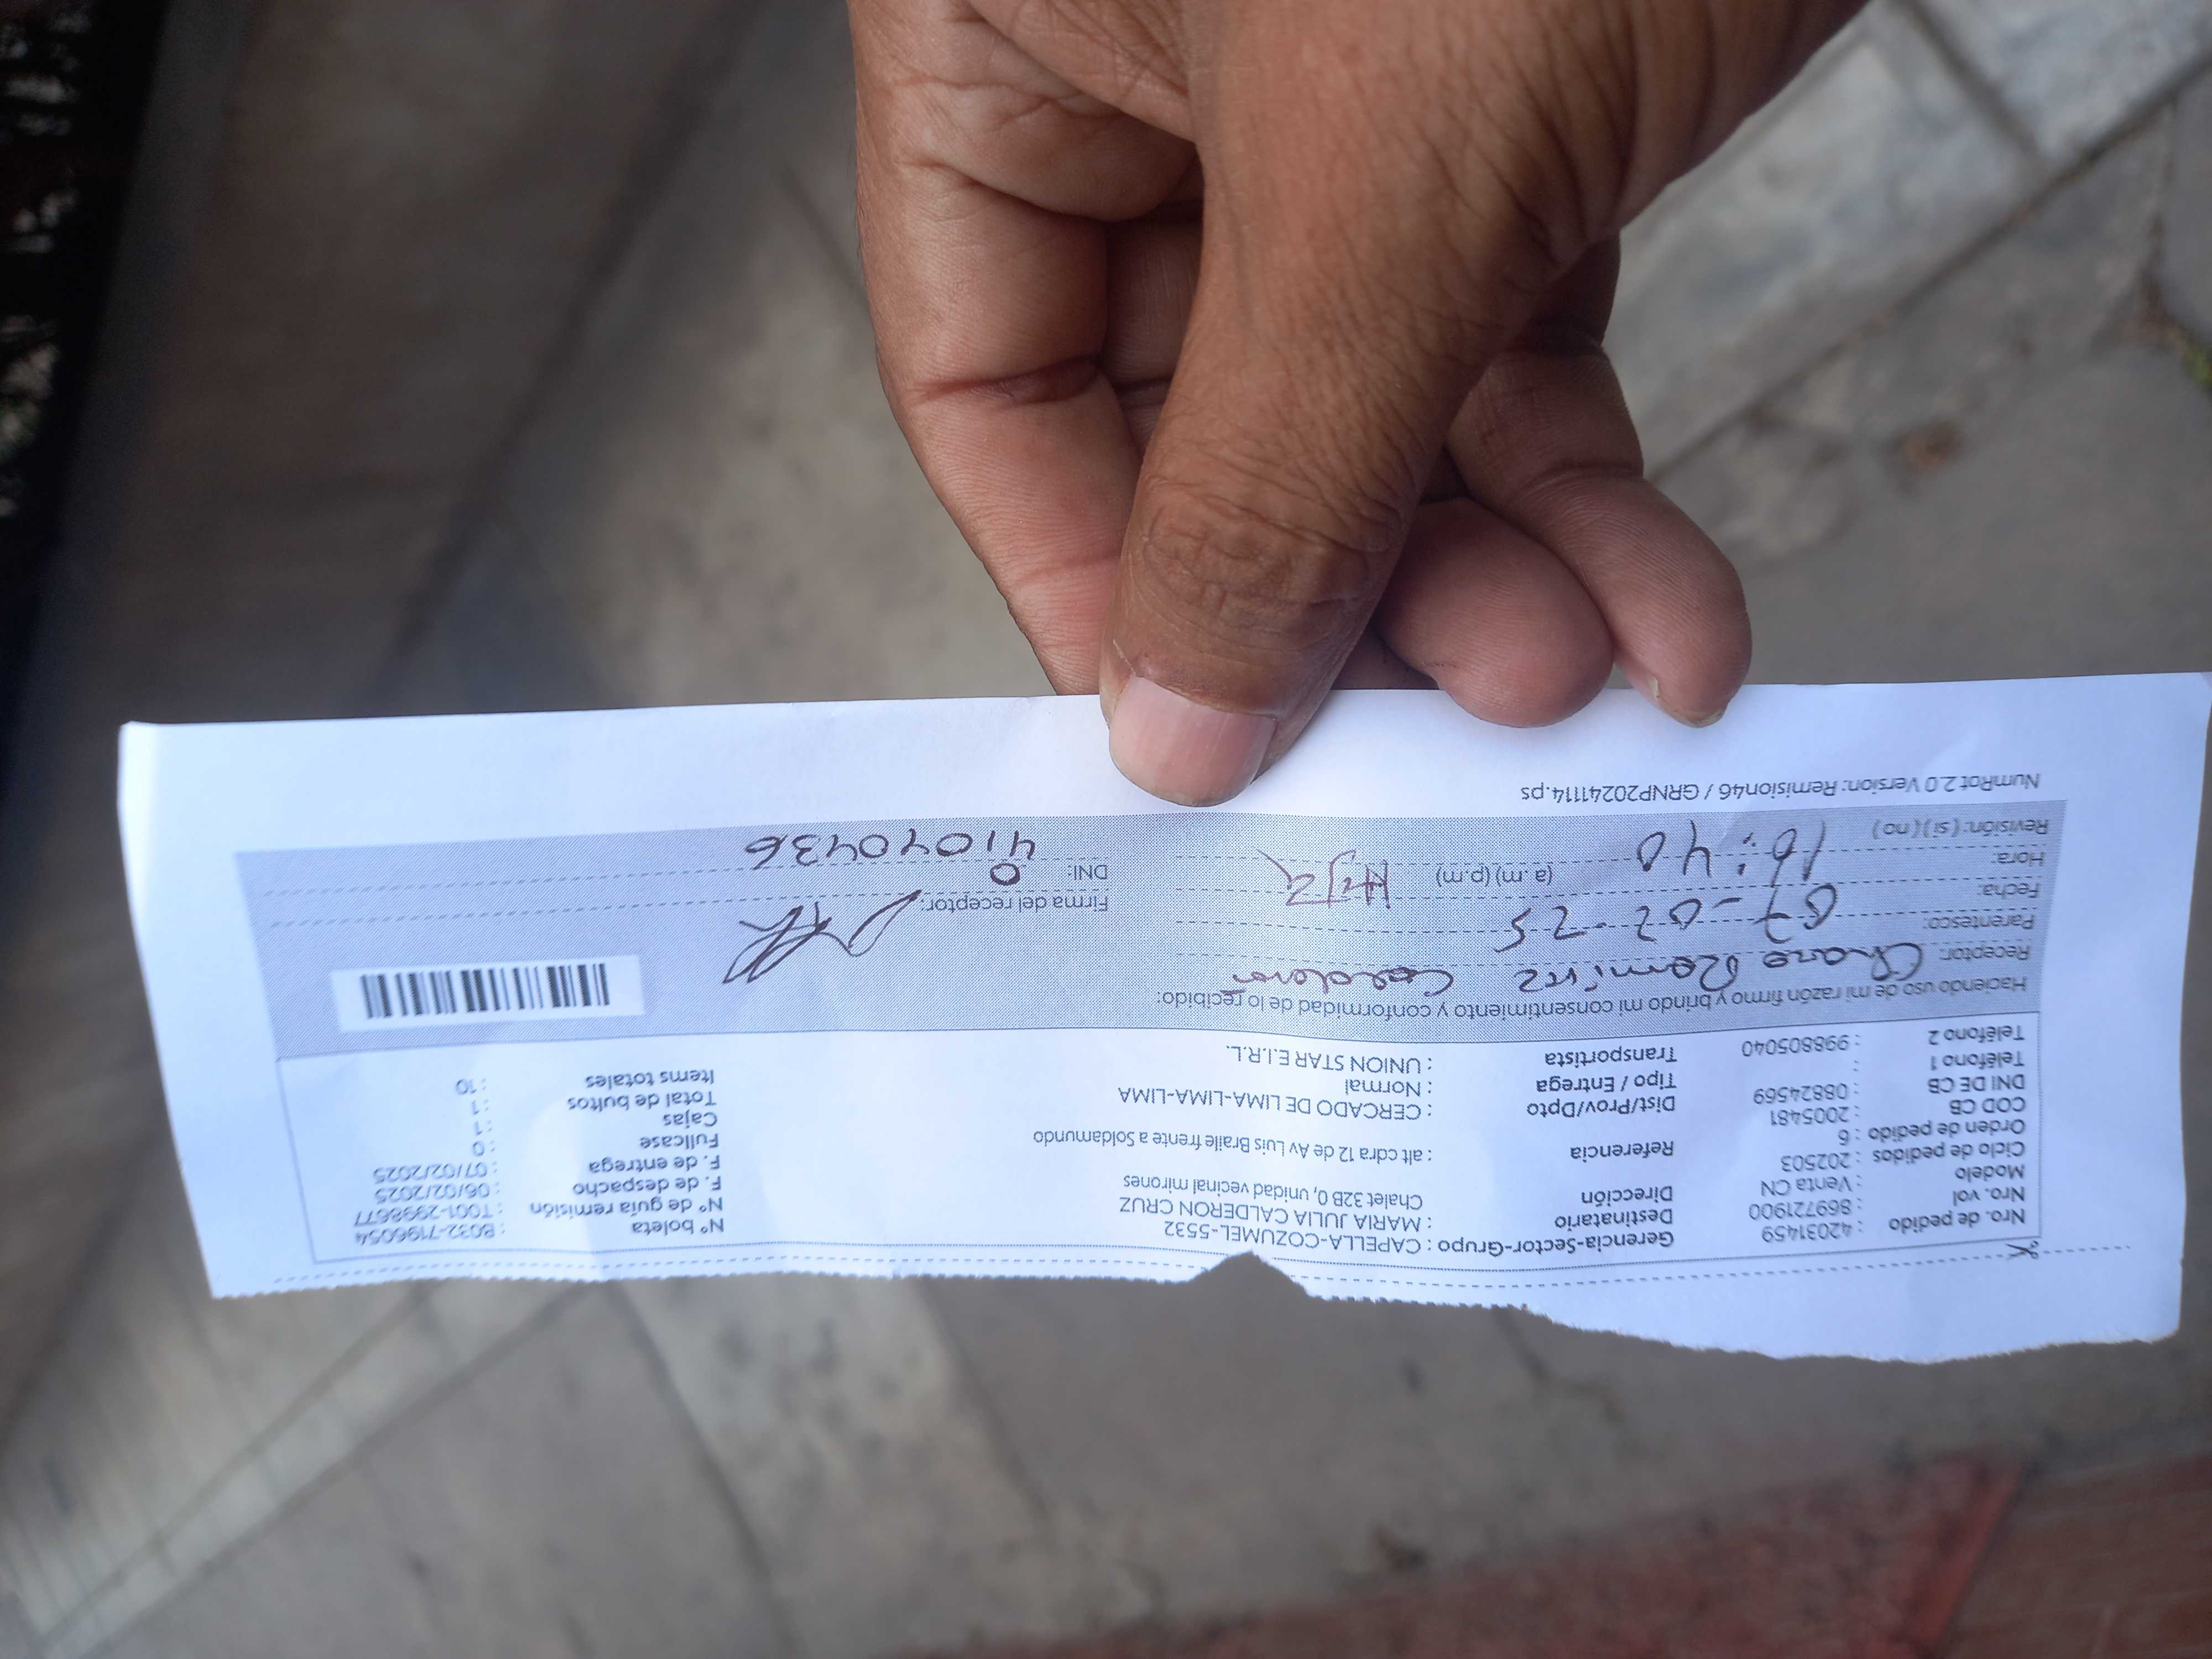 Nro. de pedido : 42031459 Gerencia-Sector-Grupo : CAPELLA-COZUMEL-5532 N° boleta : B032-7196054
Nro. vol 869721900 Destinatario : MARIA JULIA CALDERON CRUZ N° de guía remisión : T001-2998677
Modelo : Venta CN Dirección Chalet 32B 0, unidad vecinal mirones F. de despacho : 06/02/2025
Ciclo de pedidos : 202503 F. de entrega : 07/02/2025
Orden de pedido : 6 Referencia : alt cdra 12 de Av Luis Braile frente a Soldamundo Fullcase : 0
COD CB : 2005481 Cajas : 1
DNI DE CB : 08824569 Dist/Prov/Dpto : CERCADO DE LIMA-LIMA-LIMA Total de bultos : 1
Teléfono 1 : Tipo / Entrega : Normal Items totales : 10
Teléfono 2 : 998805040 Transportista : UNION STAR E.I.R.L.
Haciendo uso de mi razón firmo y brindo mi consentimiento y conformidad de lo recibido:
Receptor: Charo Ramirez Calderon
Parentesco: Hija
Fecha: 07-02-25 Firma del receptor:
Hora: 16:40 (a.m) (p.m) DNI: 41040436
Revisión: (si) (no)
NumRot 2.0 Version: Remision46 / GRNP20241114.ps